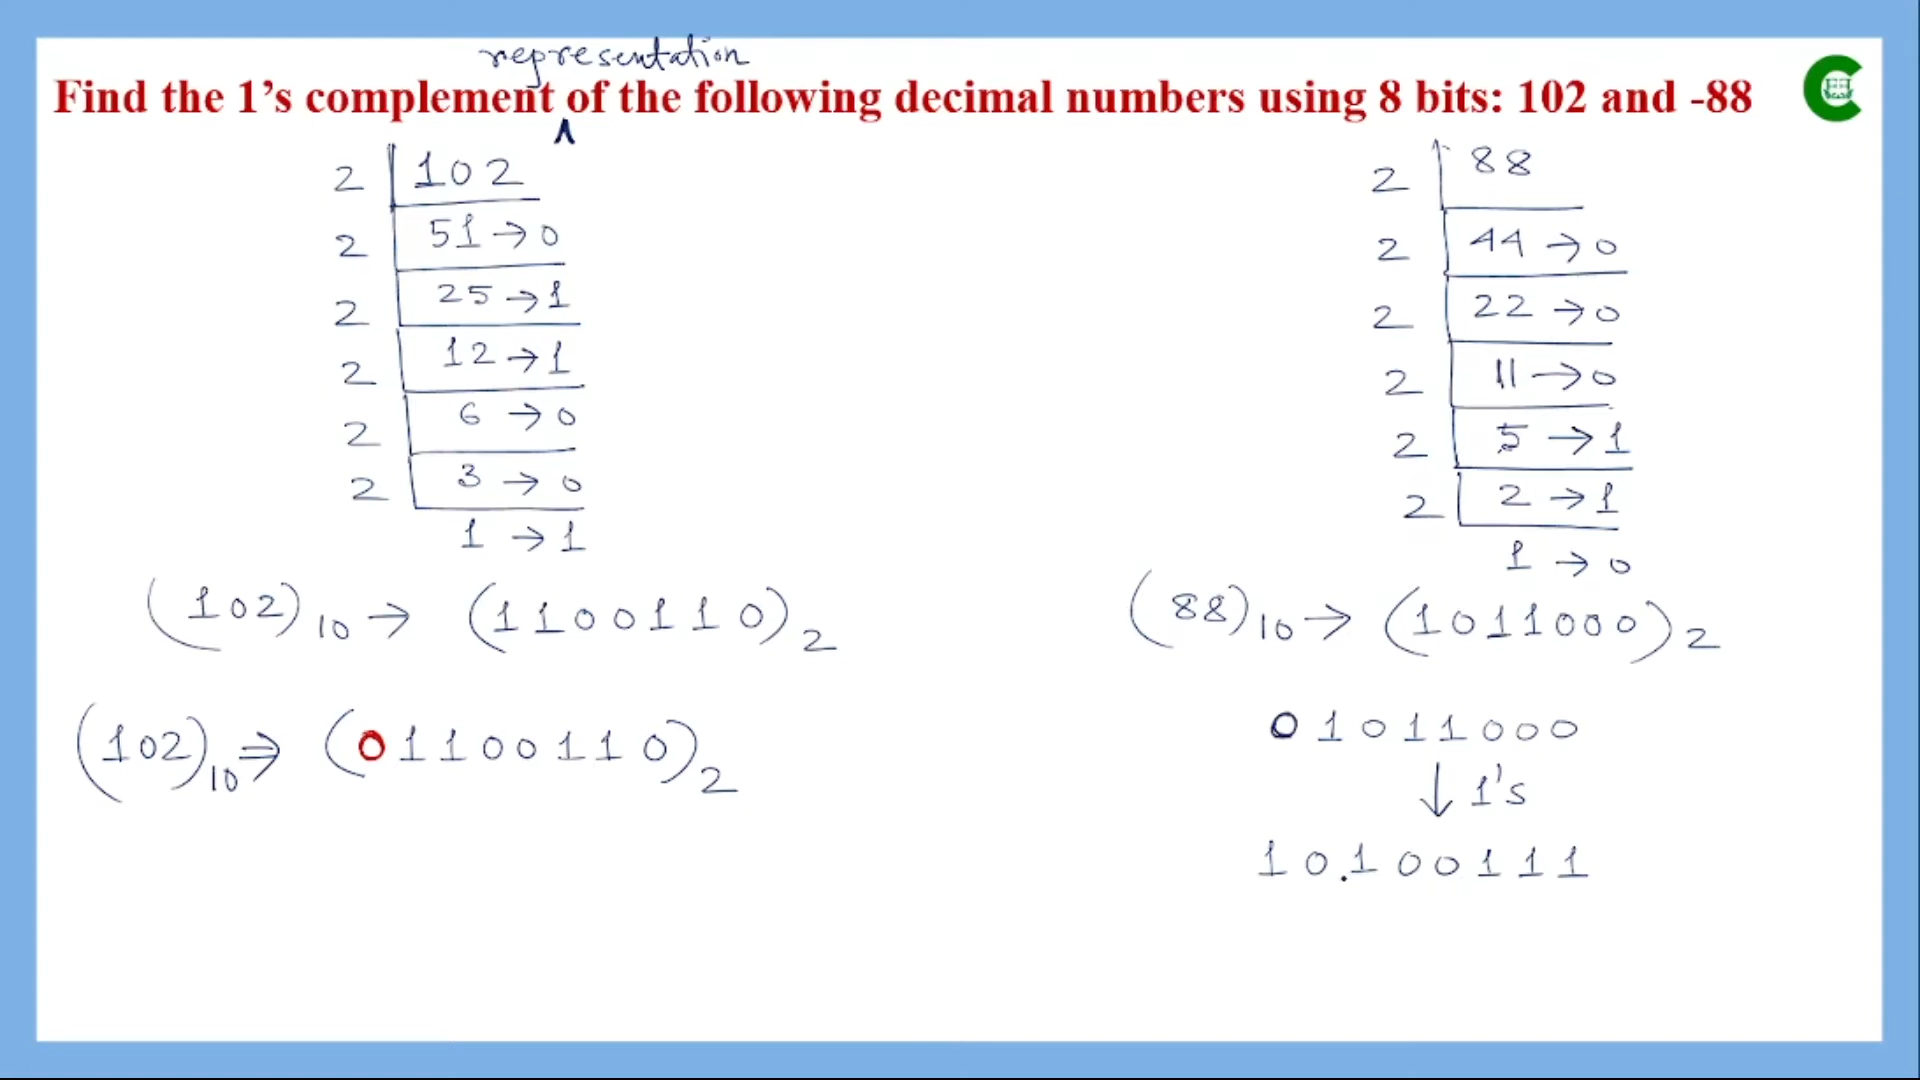 representation
Find the 1’s complement of the following decimal numbers using 8 bits: 102 and -88
^
2 102
2 51 → 0
2 25 → 1
2 12 → 1
2 6 → 0
2 3 → 0
1 → 1
(102)10 → (1100110)2
(102)10 ⇒ (01100110)2
2 88
2 44 → 0
2 22 → 0
2 11 → 0
2 5 → 1
2 2 → 1
1 → 0
(88)10 → (1011000)2
01011000
↓ 1's
10100111